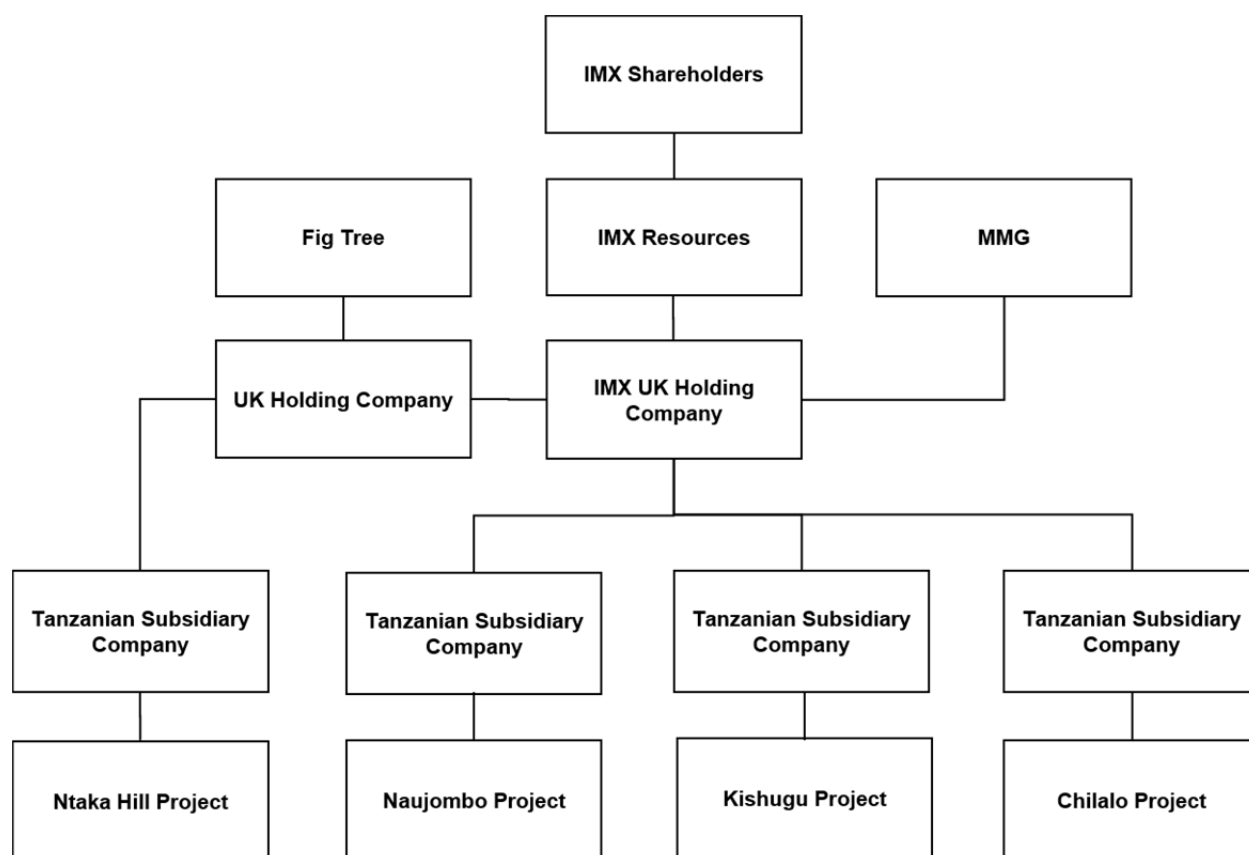 IMX Shareholders
Fig Tree
IMX Resources
MMG
UK Holding Company
IMX UK Holding
Company
Tanzanian Subsidiary
Company
Tanzanian Subsidiary
Company
Tanzanian Subsidiary
Company
Tanzanian Subsidiary
Company
Ntaka Hill Project
Naujombo Project
Kishugu Project
Chilalo Project